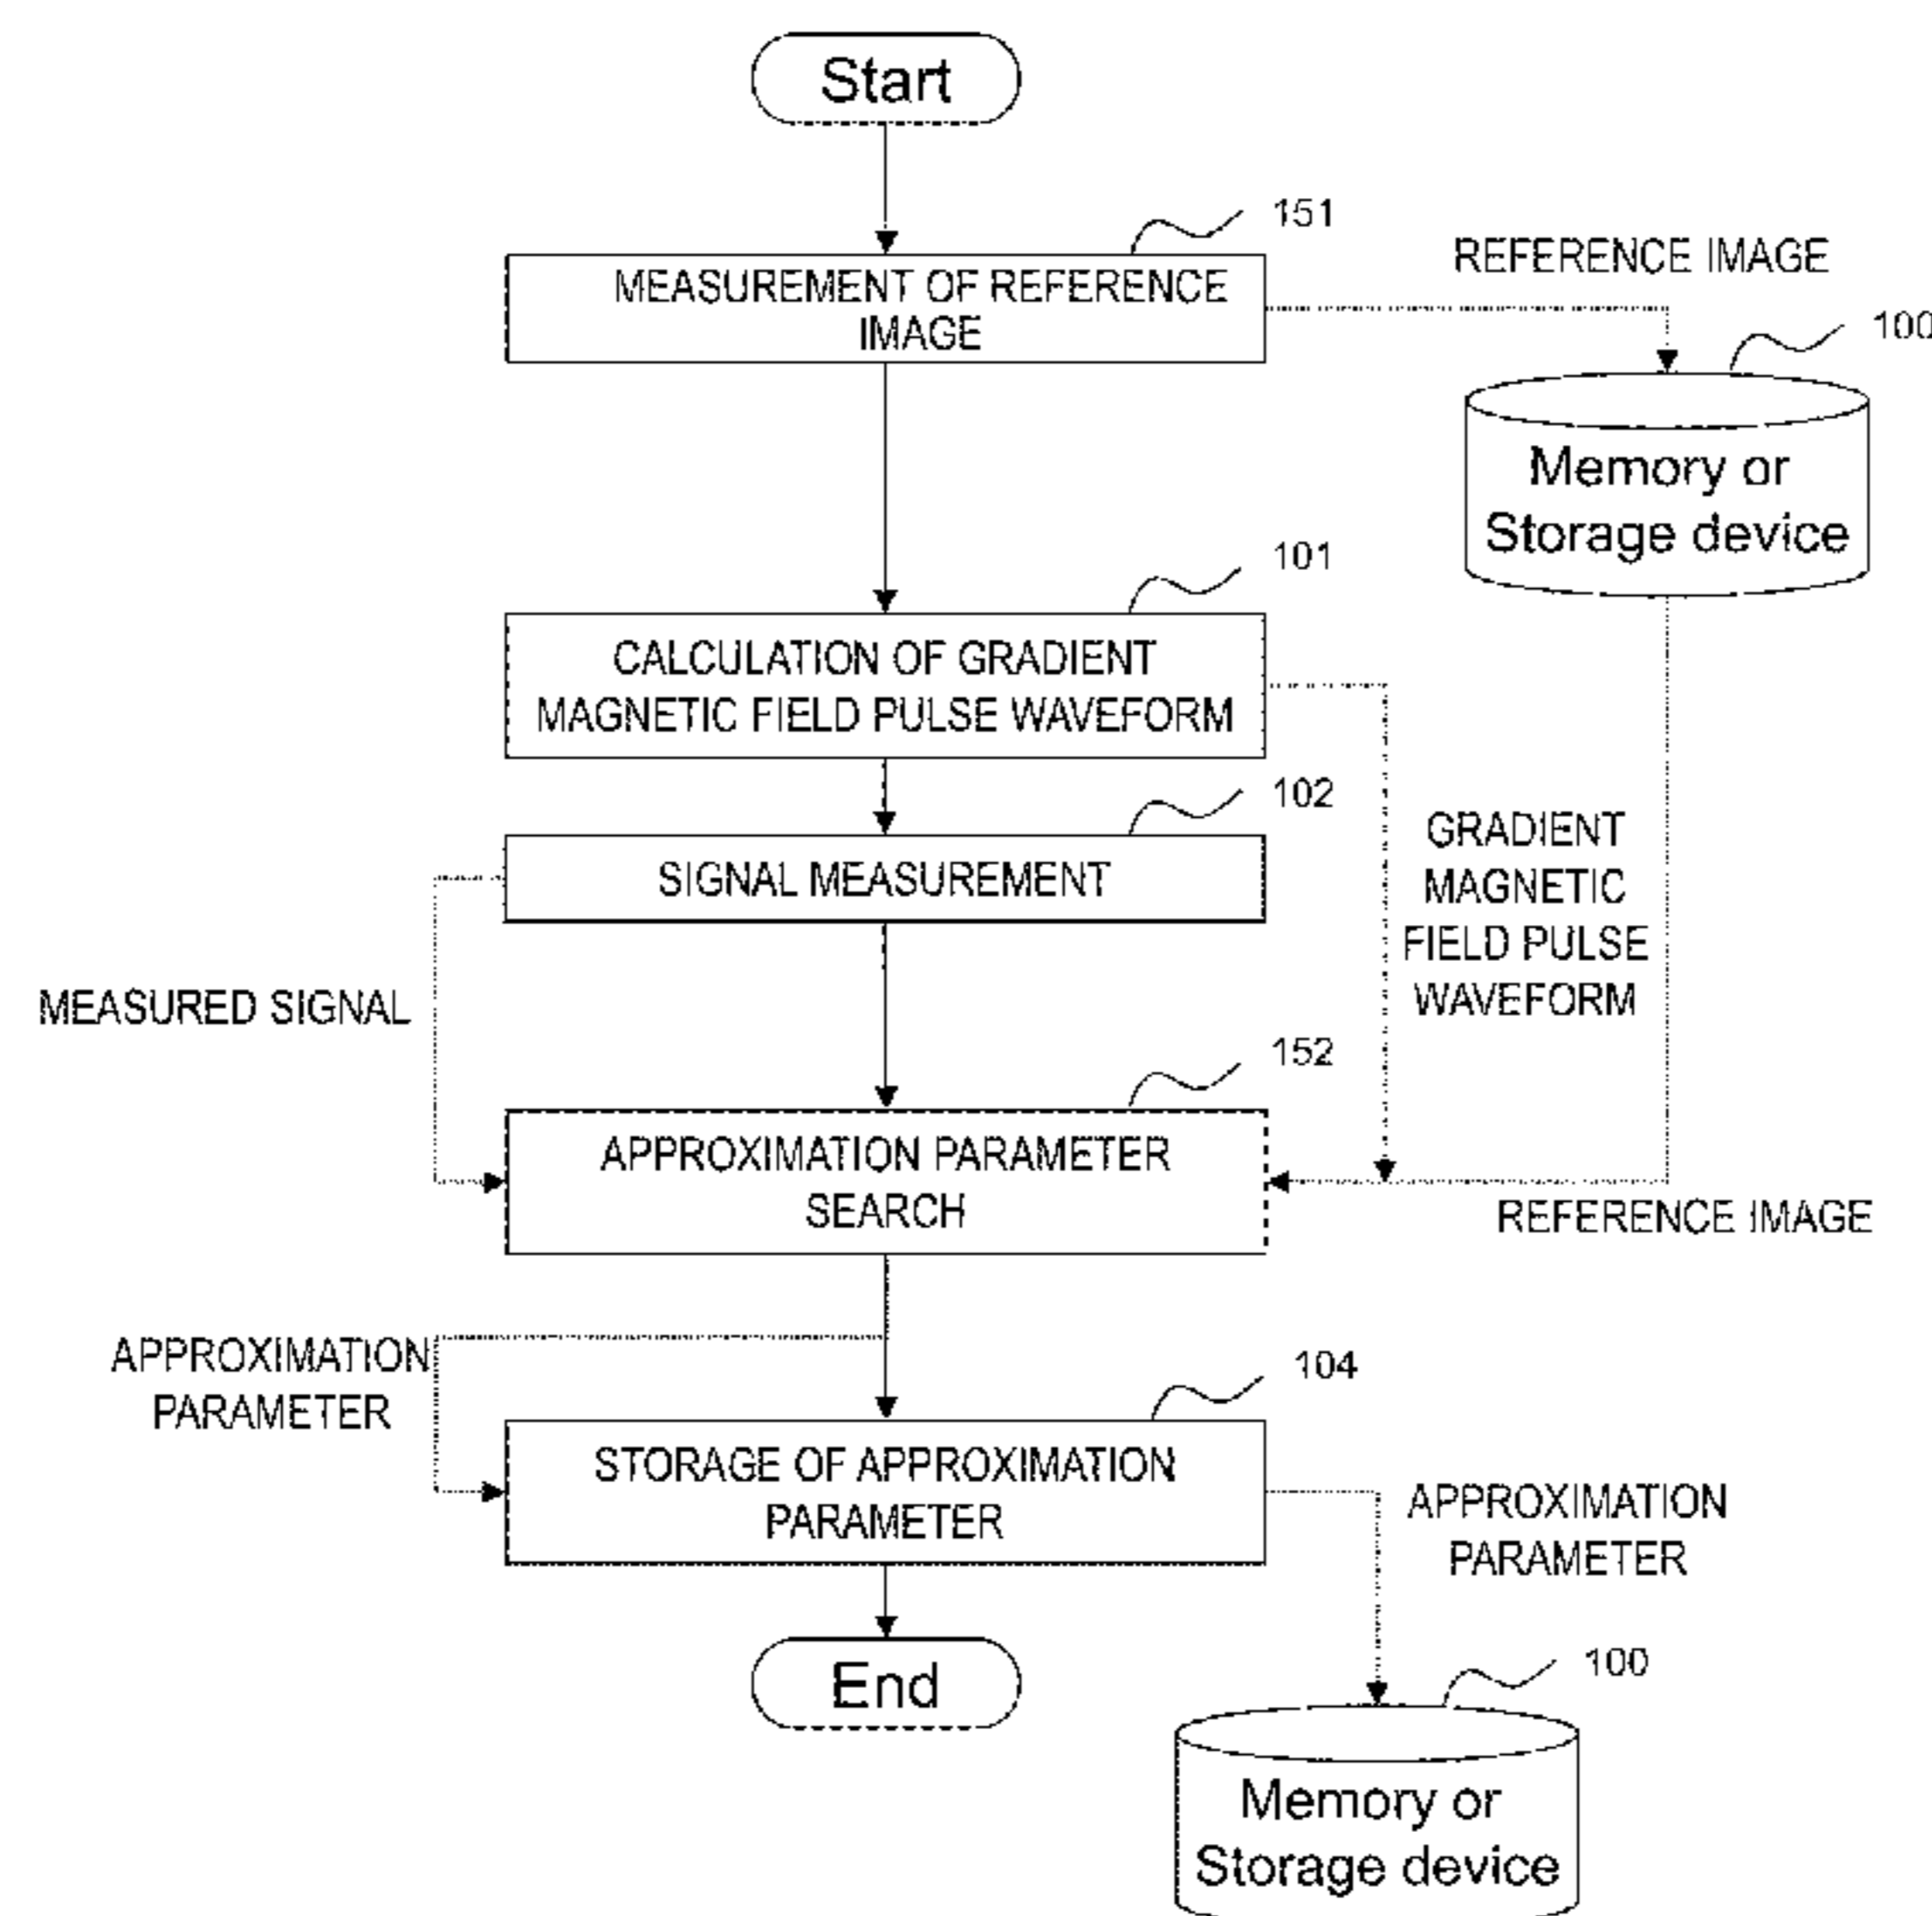 Start
151
MEASUREMENT OF REFERENCE
IMAGE
REFERENCE IMAGE
100
Memory or
Storage device
101
CALCULATION OF GRADIENT
MAGNETIC FIELD PULSE WAVEFORM
102
SIGNAL MEASUREMENT
GRADIENT
MAGNETIC
FIELD PULSE
WAVEFORM
MEASURED SIGNAL
152
APPROXIMATION PARAMETER
SEARCH
REFERENCE IMAGE
APPROXIMATION
PARAMETER
104
STORAGE OF APPROXIMATION
PARAMETER
APPROXIMATION
PARAMETER
End
100
Memory or
Storage device